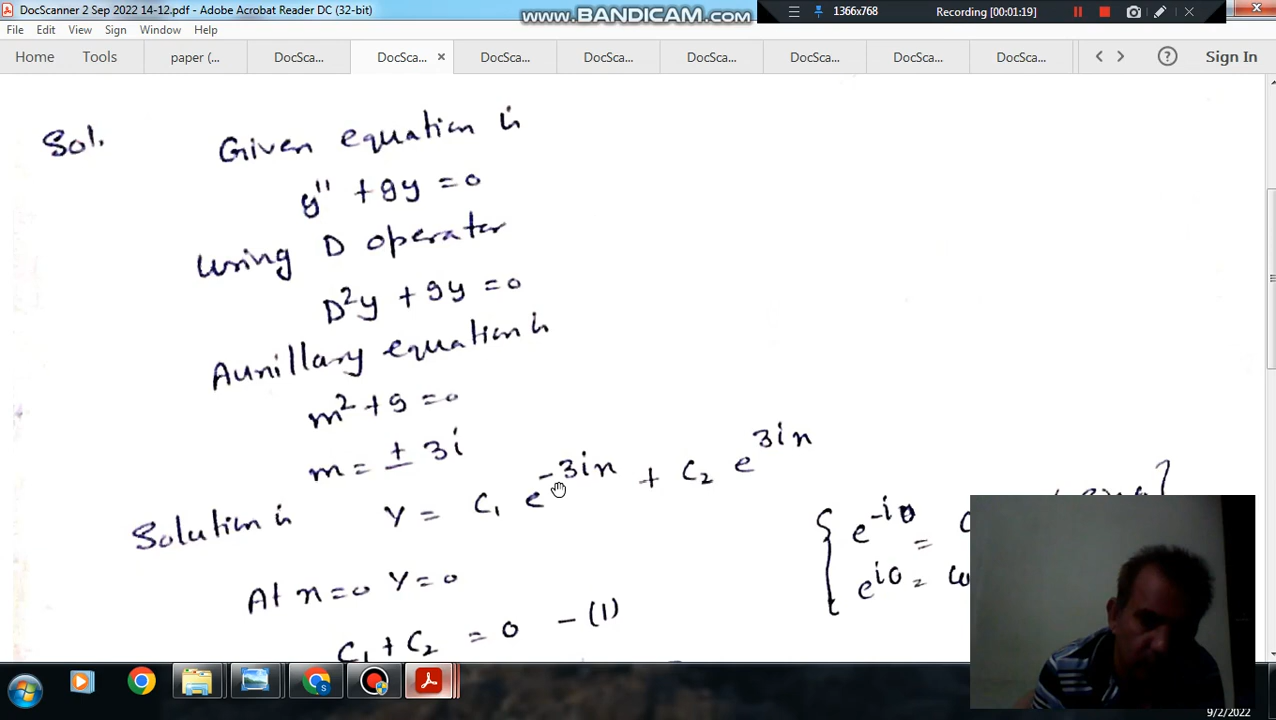 DocScanner 2 Sep 2022 14-12.pdf - Adobe Acrobat Reader DC (32-bit)
www.BANDICAM.com
1366x768
Recording [00:01:19]
File Edit View Sign Window Help
Home Tools paper (... DocSca... DocSca... DocSca... DocSca... DocSca... DocSca... DocSca... DocSca... Sign In
Sol. Given equation is
y'' + 9y = 0
Using D operator
D²y + 9y = 0
Auxillary equation is
m² + 9 = 0
m = ± 3i
Solution is y = C₁ e^-3ix + C₂ e^3ix
{ e^-iθ =
e^iθ =
At x=0 y=0
C₁ + C₂ = 0 - (1)
9/2/2022